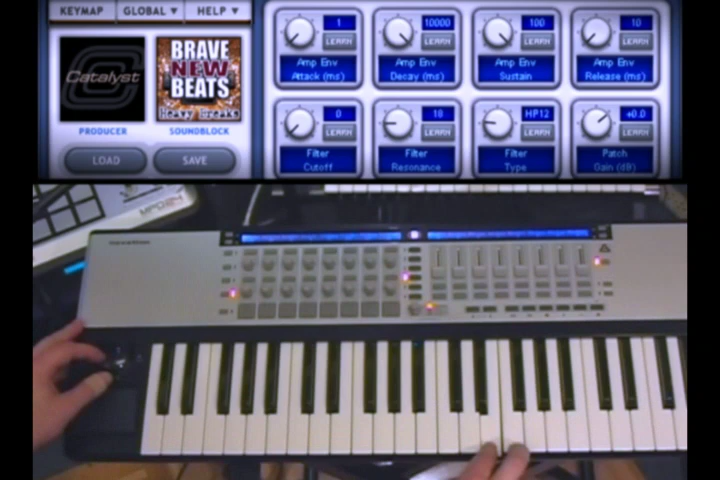 KEYMAP GLOBAL ▼ HELP ▼
Catalyst
BRAVE
NEW
BEATS
Heavy Breaks
PRODUCER SOUNDBLOCK
LOAD SAVE
1 10000 100 10
LEARN LEARN LEARN LEARN
Amp Env Amp Env Amp Env Amp Env
Attack (ms) Decay (ms) Sustain Release (ms)
0 10 HP12 +0.0
LEARN LEARN LEARN LEARN
Filter Filter Filter Patch
Cutoff Resonance Type Gain (dB)
MPD24
novation